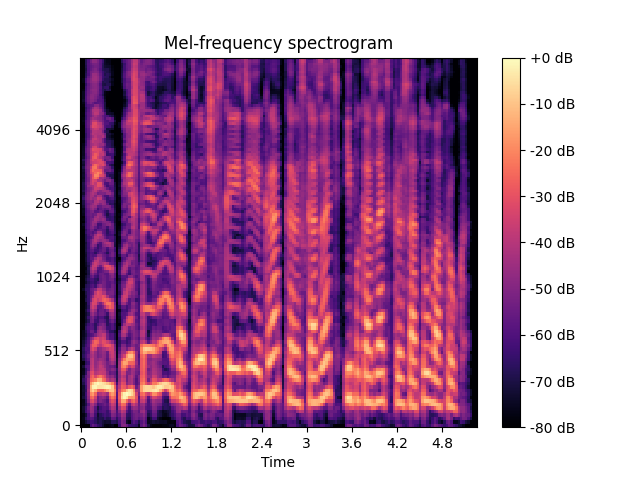 Mel-frequency spectrogram
Hz
4096
2048
1024
512
0
0 0.6 1.2 1.8 2.4 3 3.6 4.2 4.8
Time
+0 dB
-10 dB
-20 dB
-30 dB
-40 dB
-50 dB
-60 dB
-70 dB
-80 dB